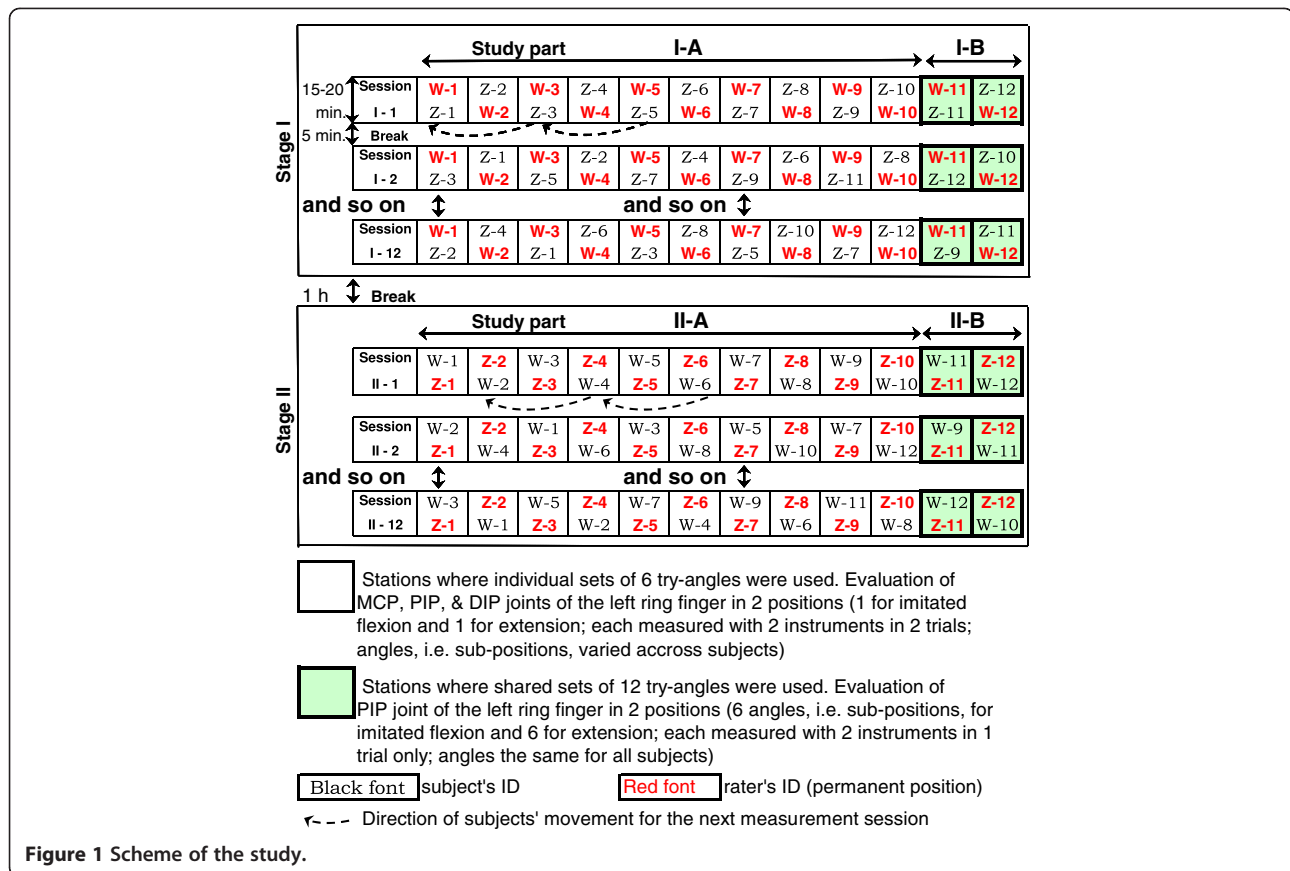 Study part I-A I-B
Stage I
15-20 min.
Session W-1 Z-2 W-3 Z-4 W-5 Z-6 W-7 Z-8 W-9 Z-10 W-11 Z-12
I - 1 Z-1 W-2 Z-3 W-4 Z-5 W-6 Z-7 W-8 Z-9 W-10 Z-11 W-12
5 min. Break
Session W-1 Z-1 W-3 Z-2 W-5 Z-4 W-7 Z-6 W-9 Z-8 W-11 Z-10
I - 2 Z-3 W-2 Z-5 W-4 Z-7 W-6 Z-9 W-8 Z-11 W-10 Z-12 W-12
and so on and so on
Session W-1 Z-4 W-3 Z-6 W-5 Z-8 W-7 Z-10 W-9 Z-12 W-11 Z-11
I - 12 Z-2 W-2 Z-1 W-4 Z-3 W-6 Z-5 W-8 Z-7 W-10 Z-9 W-12
1 h Break
Study part II-A II-B
Stage II
Session W-1 Z-2 W-3 Z-4 W-5 Z-6 W-7 Z-8 W-9 Z-10 W-11 Z-12
II - 1 Z-1 W-2 Z-3 W-4 Z-5 W-6 Z-7 W-8 Z-9 W-10 Z-11 W-12
Session W-2 Z-2 W-1 Z-4 W-3 Z-6 W-5 Z-8 W-7 Z-10 W-9 Z-12
II - 2 Z-1 W-4 Z-3 W-6 Z-5 W-8 Z-7 W-10 Z-9 W-12 Z-11 W-11
and so on and so on
Session W-3 Z-2 W-5 Z-4 W-7 Z-6 W-9 Z-8 W-11 Z-10 W-12 Z-12
II - 12 Z-1 W-1 Z-3 W-2 Z-5 W-4 Z-7 W-6 Z-9 W-8 Z-11 W-10
Stations where individual sets of 6 try-angles were used. Evaluation of
MCP, PIP, & DIP joints of the left ring finger in 2 positions (1 for imitated
flexion and 1 for extension; each measured with 2 instruments in 2 trials;
angles, i.e. sub-positions, varied accross subjects)
Stations where shared sets of 12 try-angles were used. Evaluation of
PIP joint of the left ring finger in 2 positions (6 angles, i.e. sub-positions, for
imitated flexion and 6 for extension; each measured with 2 instruments in 1
trial only; angles the same for all subjects)
Black font subject's ID Red font rater's ID (permanent position)
Direction of subjects' movement for the next measurement session
Figure 1 Scheme of the study.